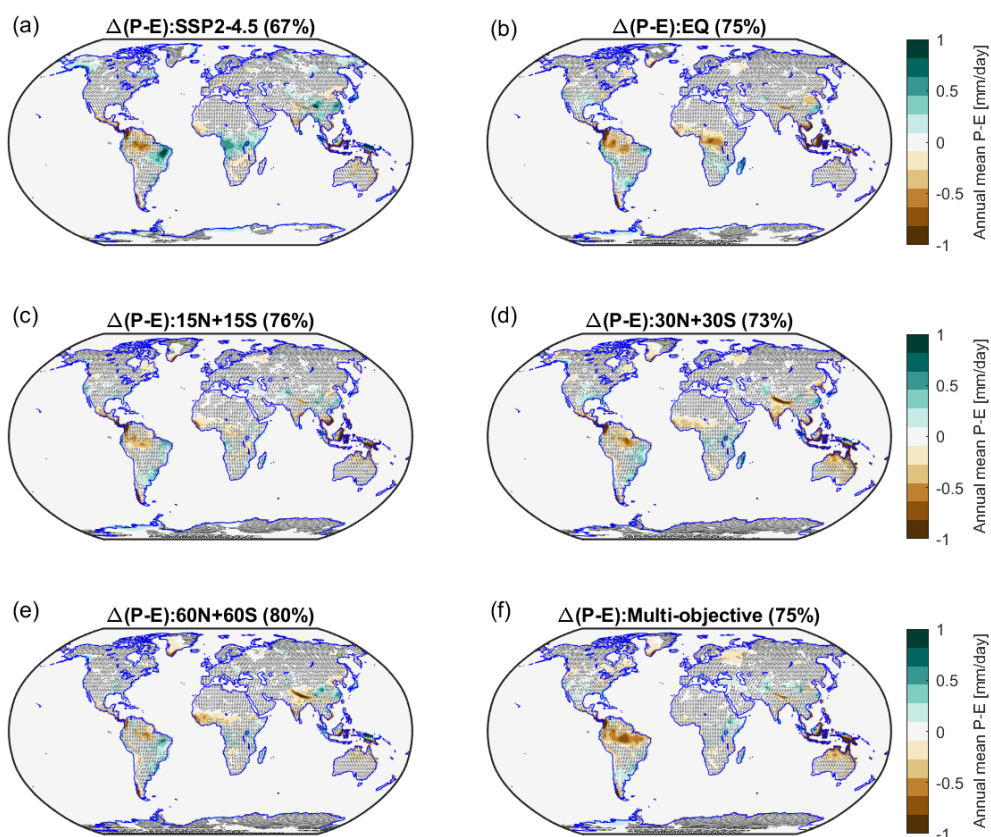 (a)
Δ(P-E):SSP2-4.5 (67%)
(b)
Δ(P-E):EQ (75%)
1
0.5
0
-0.5
-1
Annual mean P-E [mm/day]
(c)
Δ(P-E):15N+15S (76%)
(d)
Δ(P-E):30N+30S (73%)
1
0.5
0
-0.5
-1
Annual mean P-E [mm/day]
(e)
Δ(P-E):60N+60S (80%)
(f)
Δ(P-E):Multi-objective (75%)
1
0.5
0
-0.5
-1
Annual mean P-E [mm/day]